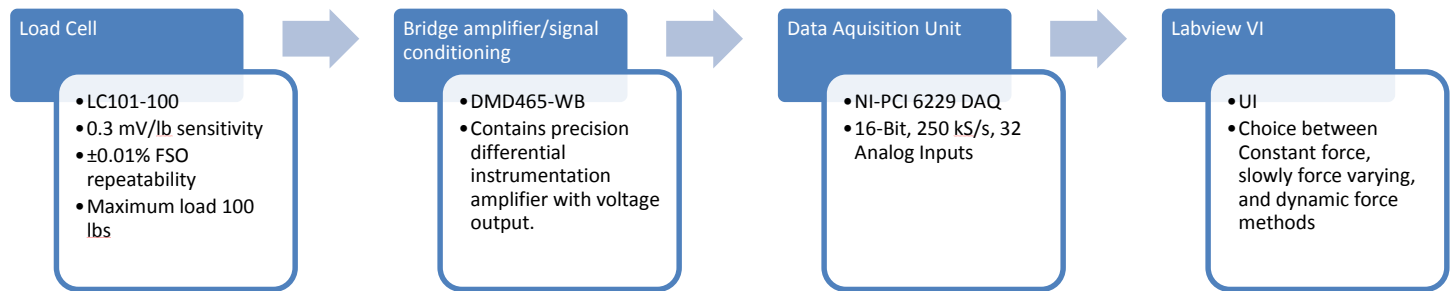 Load Cell
•LC101-100
•0.3 mV/lb sensitivity
•±0.01% FSO
repeatability
•Maximum load 100
lbs
Bridge amplifier/signal
conditioning
•DMD465-WB
•Contains precision
differential
instrumentation
amplifier with voltage
output.
Data Aquisition Unit
•NI-PCI 6229 DAQ
•16-Bit, 250 kS/s, 32
Analog Inputs
Labview VI
•UI
•Choice between
Constant force,
slowly force varying,
and dynamic force
methods